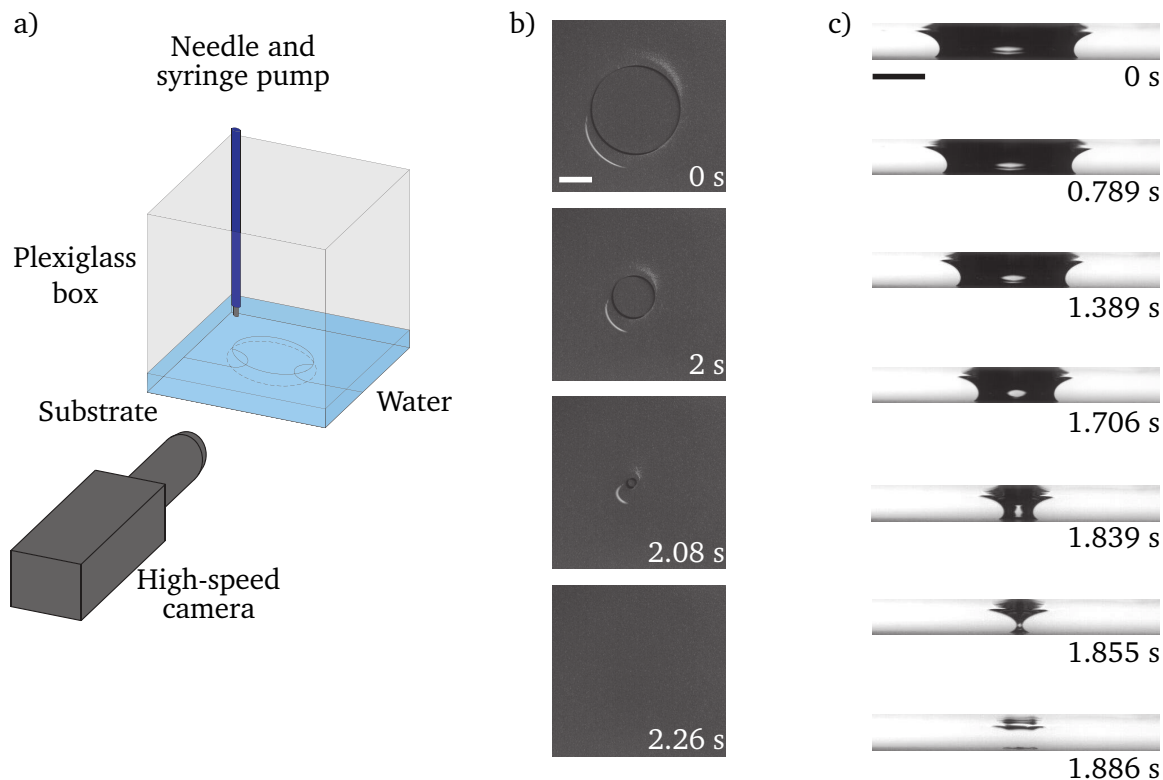 a)
Needle and
syringe pump
Plexiglass
box
Substrate
Water
High-speed
camera
b)
0 s
2 s
2.08 s
2.26 s
c)
0 s
0.789 s
1.389 s
1.706 s
1.839 s
1.855 s
1.886 s